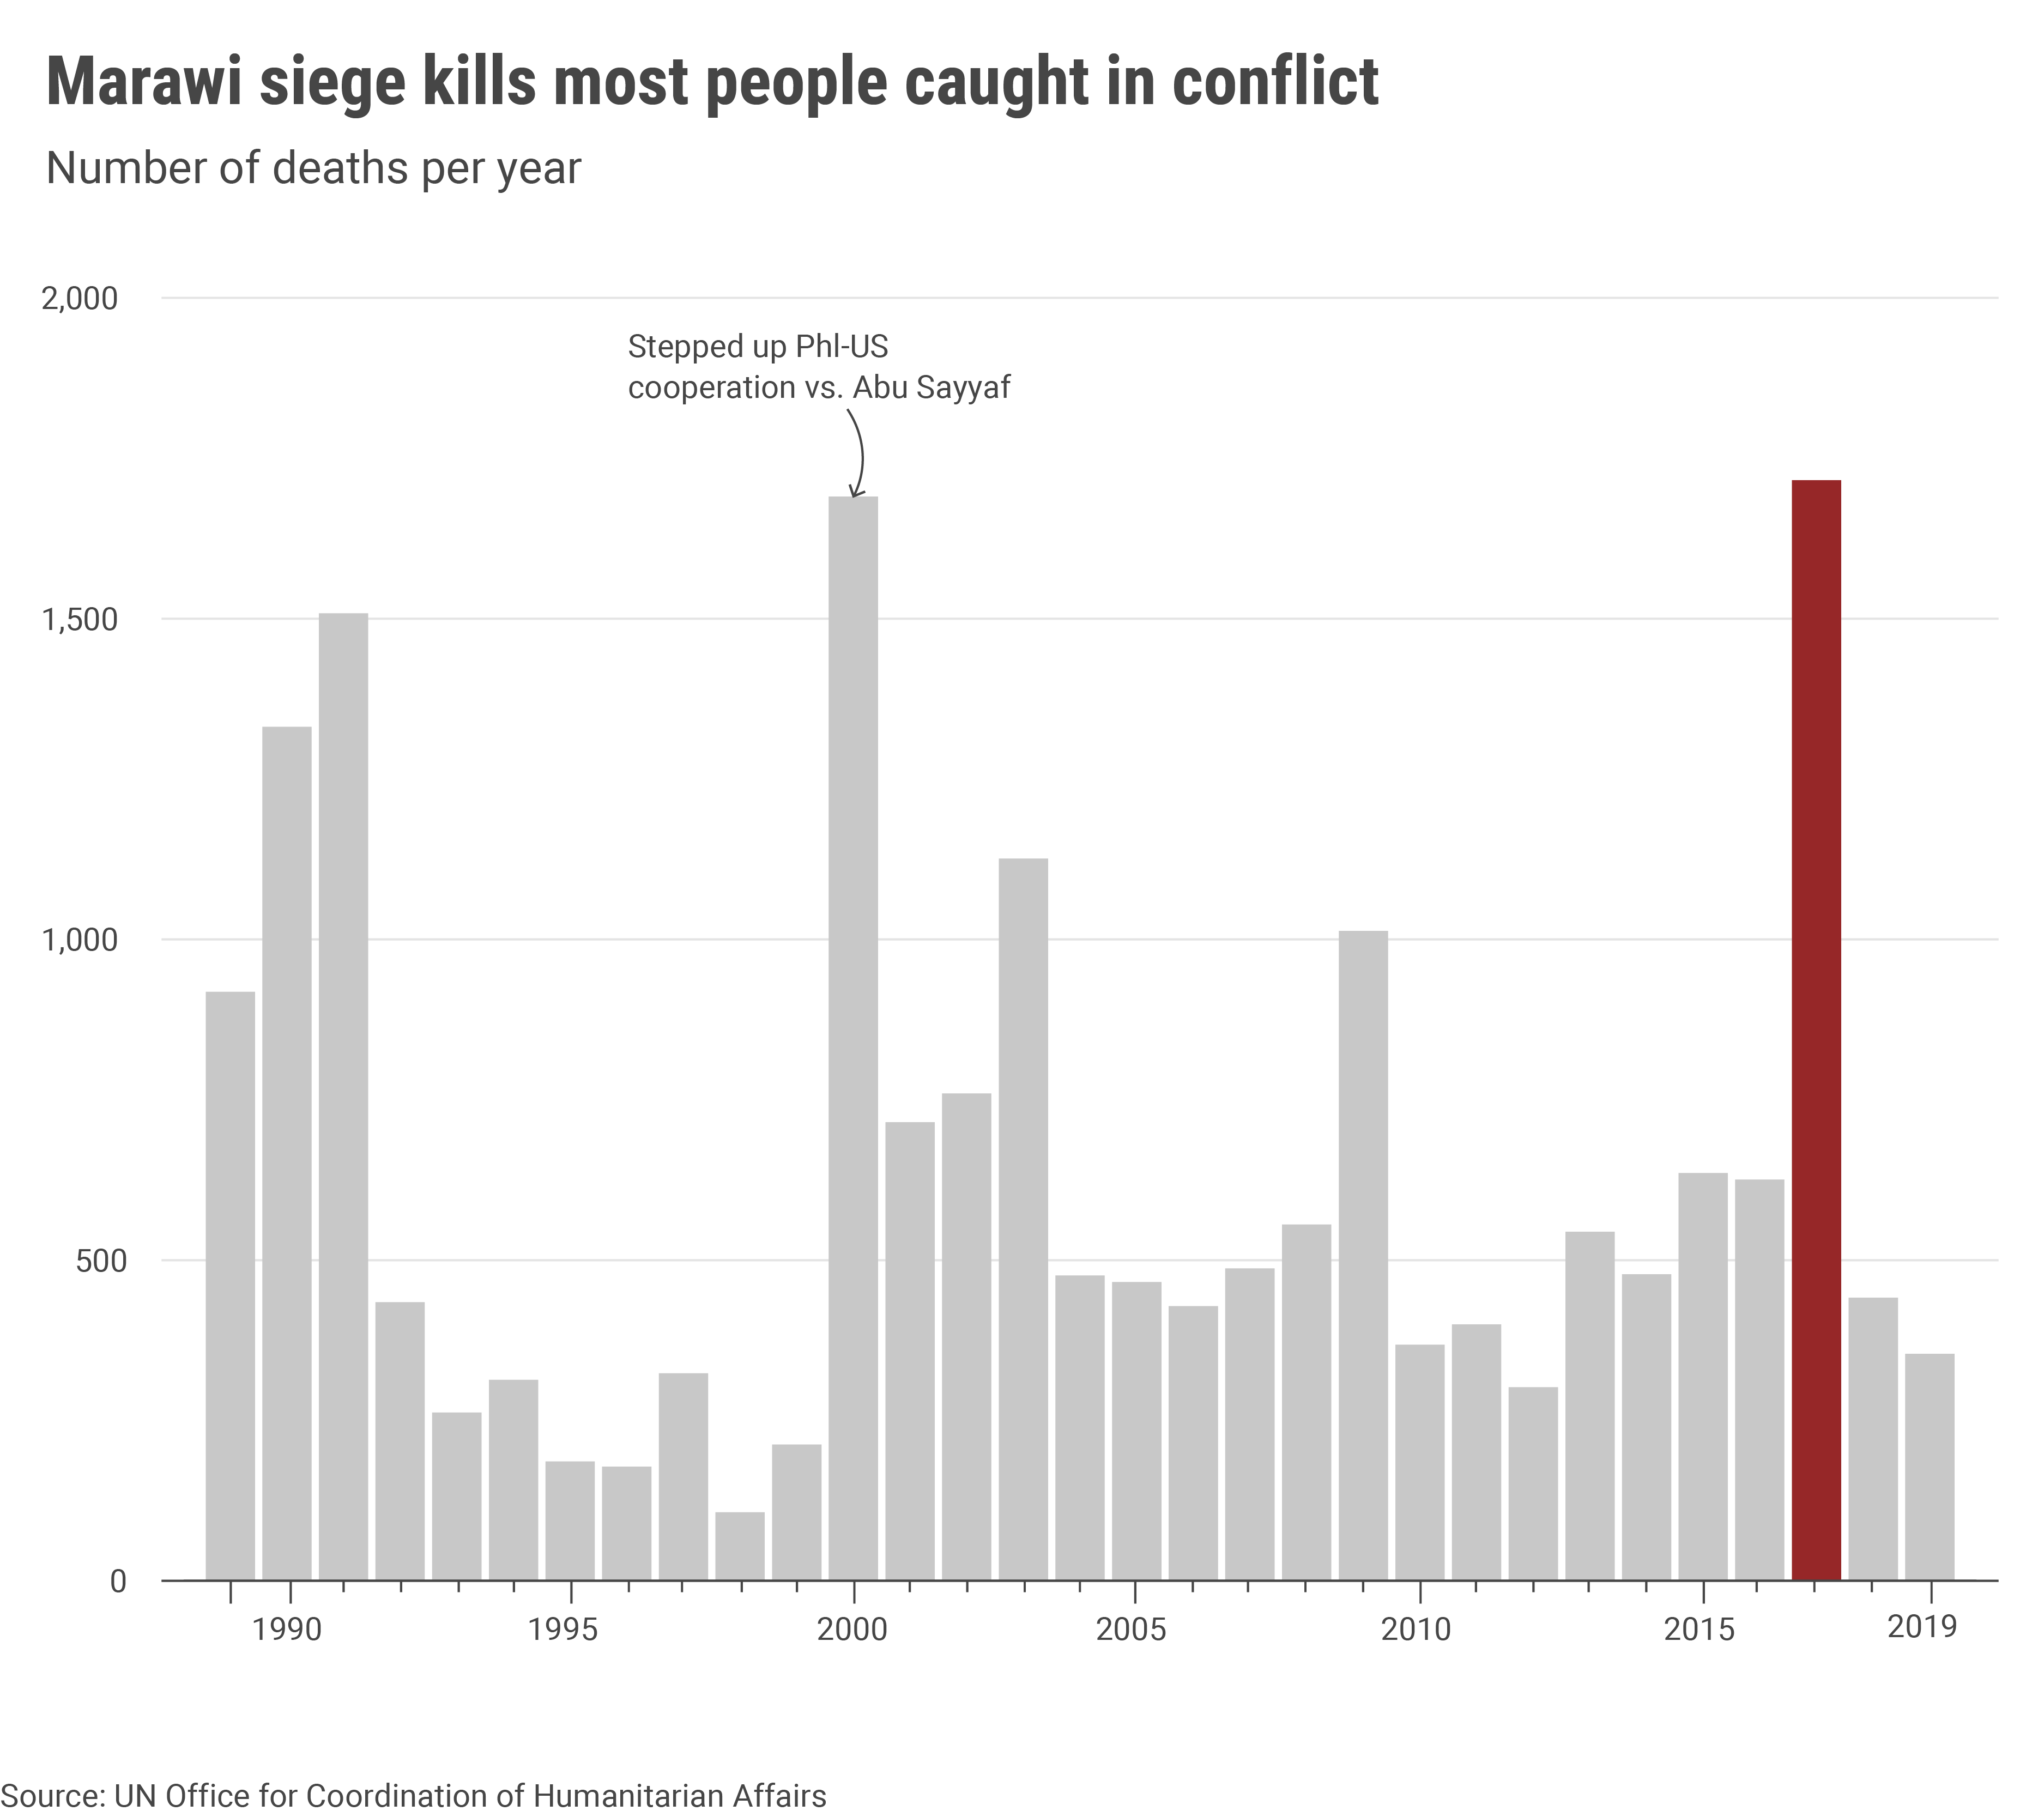 Marawi siege kills most people caught in conflict
Number of deaths per year
2,000
Stepped up Phl-US
cooperation vs. Abu Sayyaf
1,500
1,000
500
0
1990 1995 2000 2005 2010 2015 2019
Source: UN Office for Coordination of Humanitarian Affairs